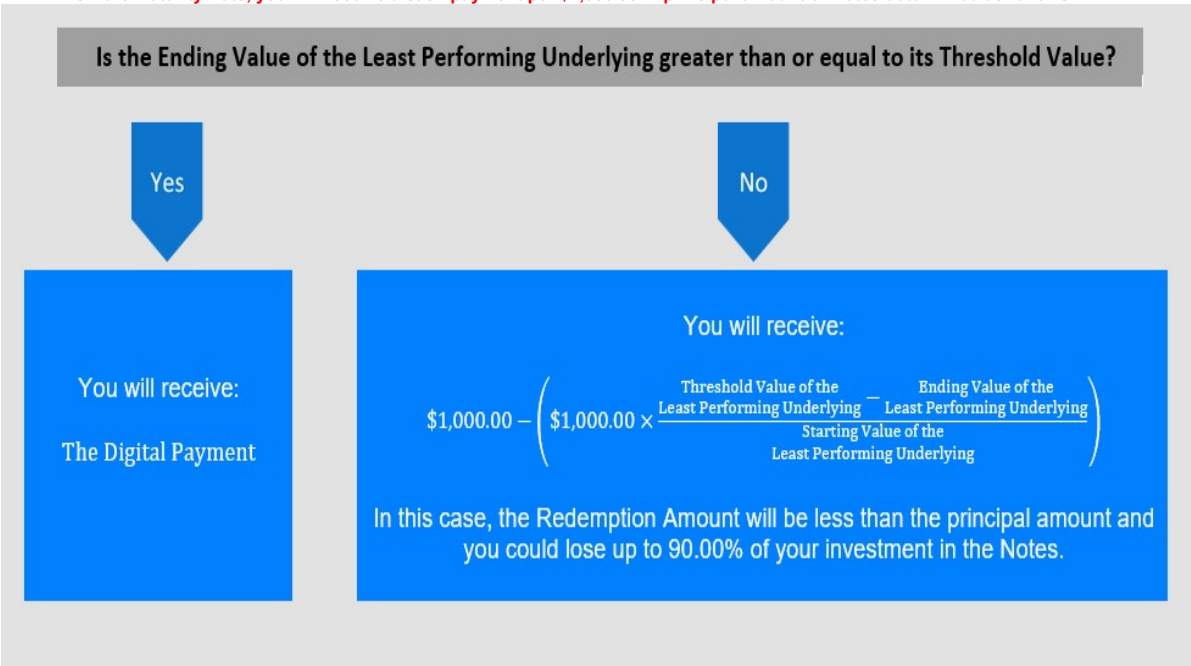 Is the Ending Value of the Least Performing Underlying greater than or equal to its Threshold Value?
Yes
No
You will receive:
The Digital Payment
You will receive:
$1,000.00 − ($1,000.00 × (Threshold Value of the Least Performing Underlying − Ending Value of the Least Performing Underlying) / Starting Value of the Least Performing Underlying)
In this case, the Redemption Amount will be less than the principal amount and
you could lose up to 90.00% of your investment in the Notes.